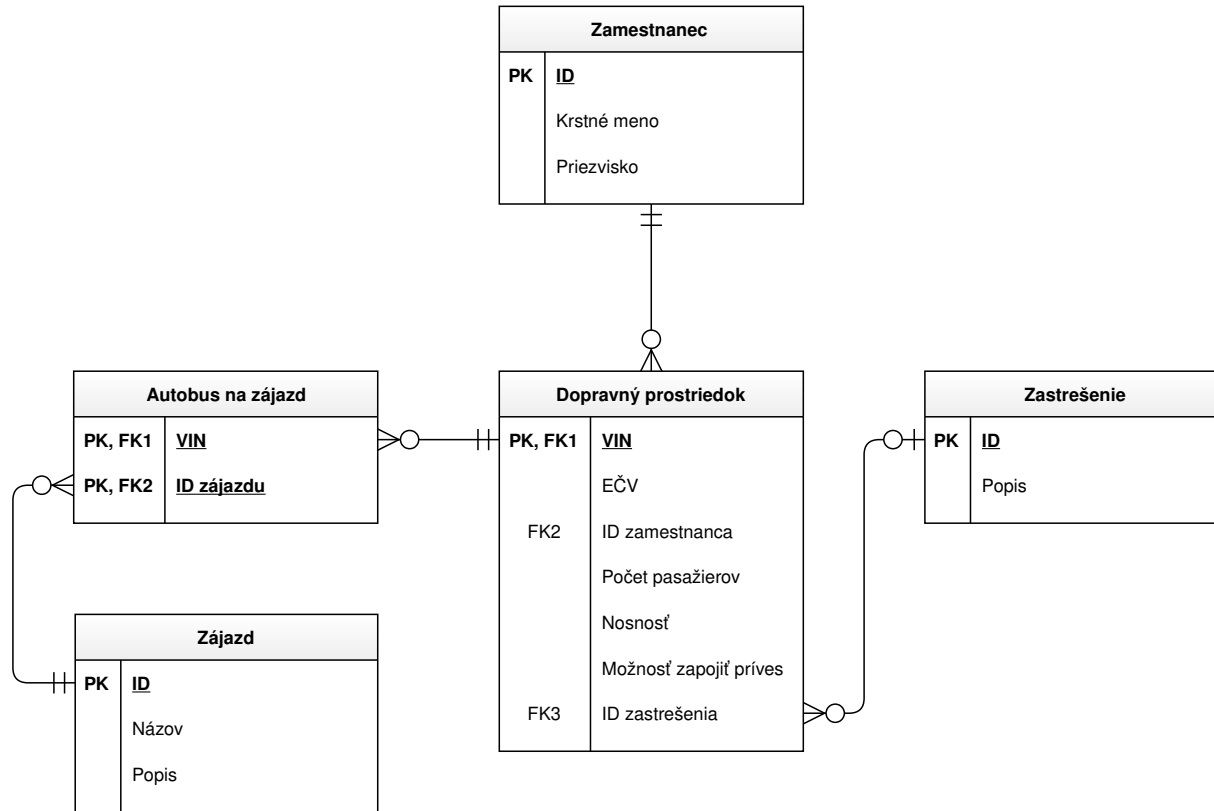 Zamestnanec
PK ID
Krstné meno
Priezvisko
Autobus na zájazd
PK, FK1 VIN
PK, FK2 ID zájazdu
Dopravný prostriedok
PK, FK1 VIN
EČV
FK2 ID zamestnanca
Počet pasažierov
Nosnosť
Možnosť zapojiť príves
FK3 ID zastrešenia
Zastrešenie
PK ID
Popis
Zájazd
PK ID
Názov
Popis